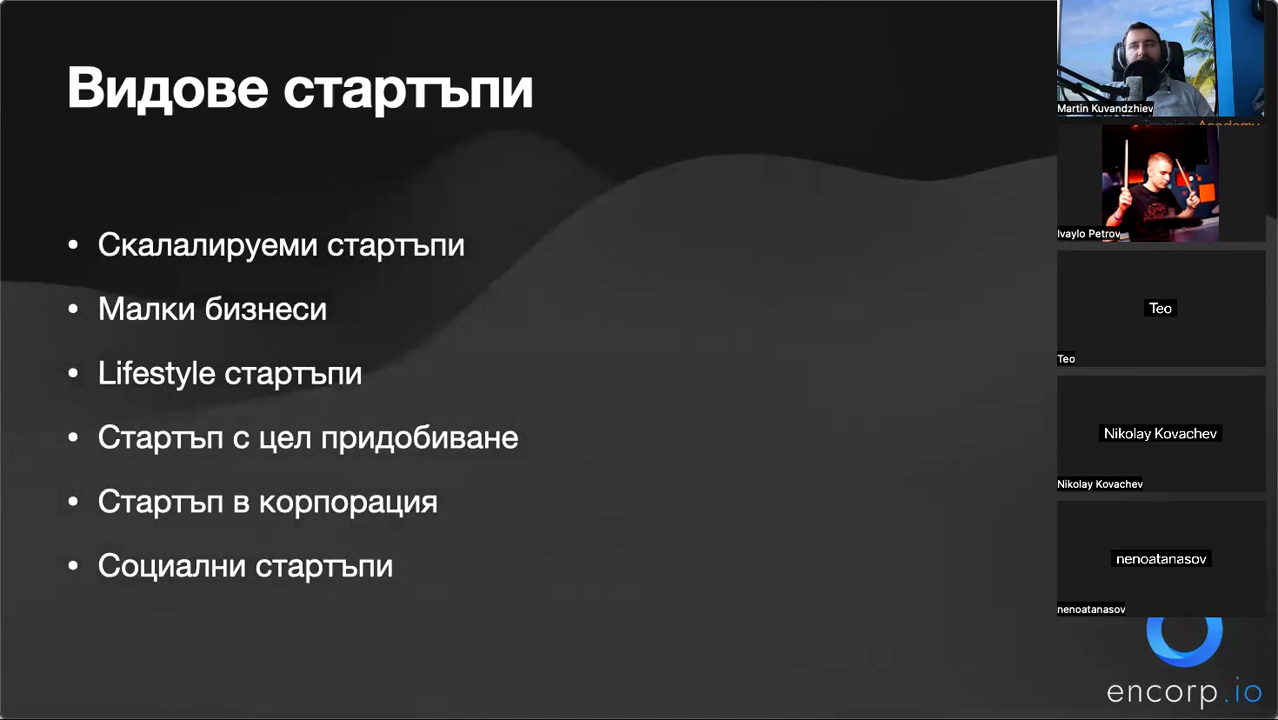 Видове стартъпи
• Скалалируеми стартъпи
• Малки бизнеси
• Lifestyle стартъпи
• Стартъп с цел придобиване
• Стартъп в корпорация
• Социални стартъпи
Martin Kuvandzhiev
Ivaylo Petrov
Teo
Teo
Nikolay Kovachev
Nikolay Kovachev
nenoatanasov
nenoatanasov
encorp.io